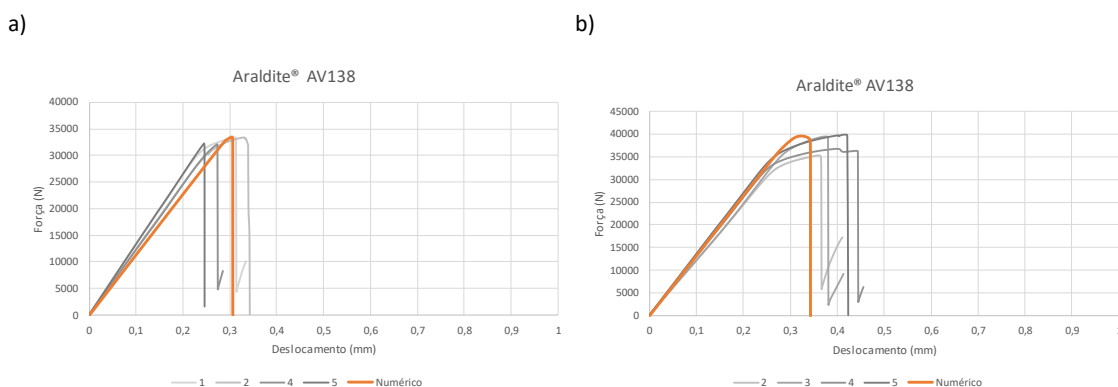 a)
b)
Araldite® AV138
40000
35000
30000
25000
20000
15000
10000
5000
0
Força (N)
0 0,1 0,2 0,3 0,4 0,5 0,6 0,7 0,8 0,9 1
Deslocamento (mm)
1 2 4 5 Numérico
Araldite® AV138
45000
40000
35000
30000
25000
20000
15000
10000
5000
0
Força (N)
0 0,1 0,2 0,3 0,4 0,5 0,6 0,7 0,8 0,9 1
Deslocamento (mm)
2 3 4 5 Numérico